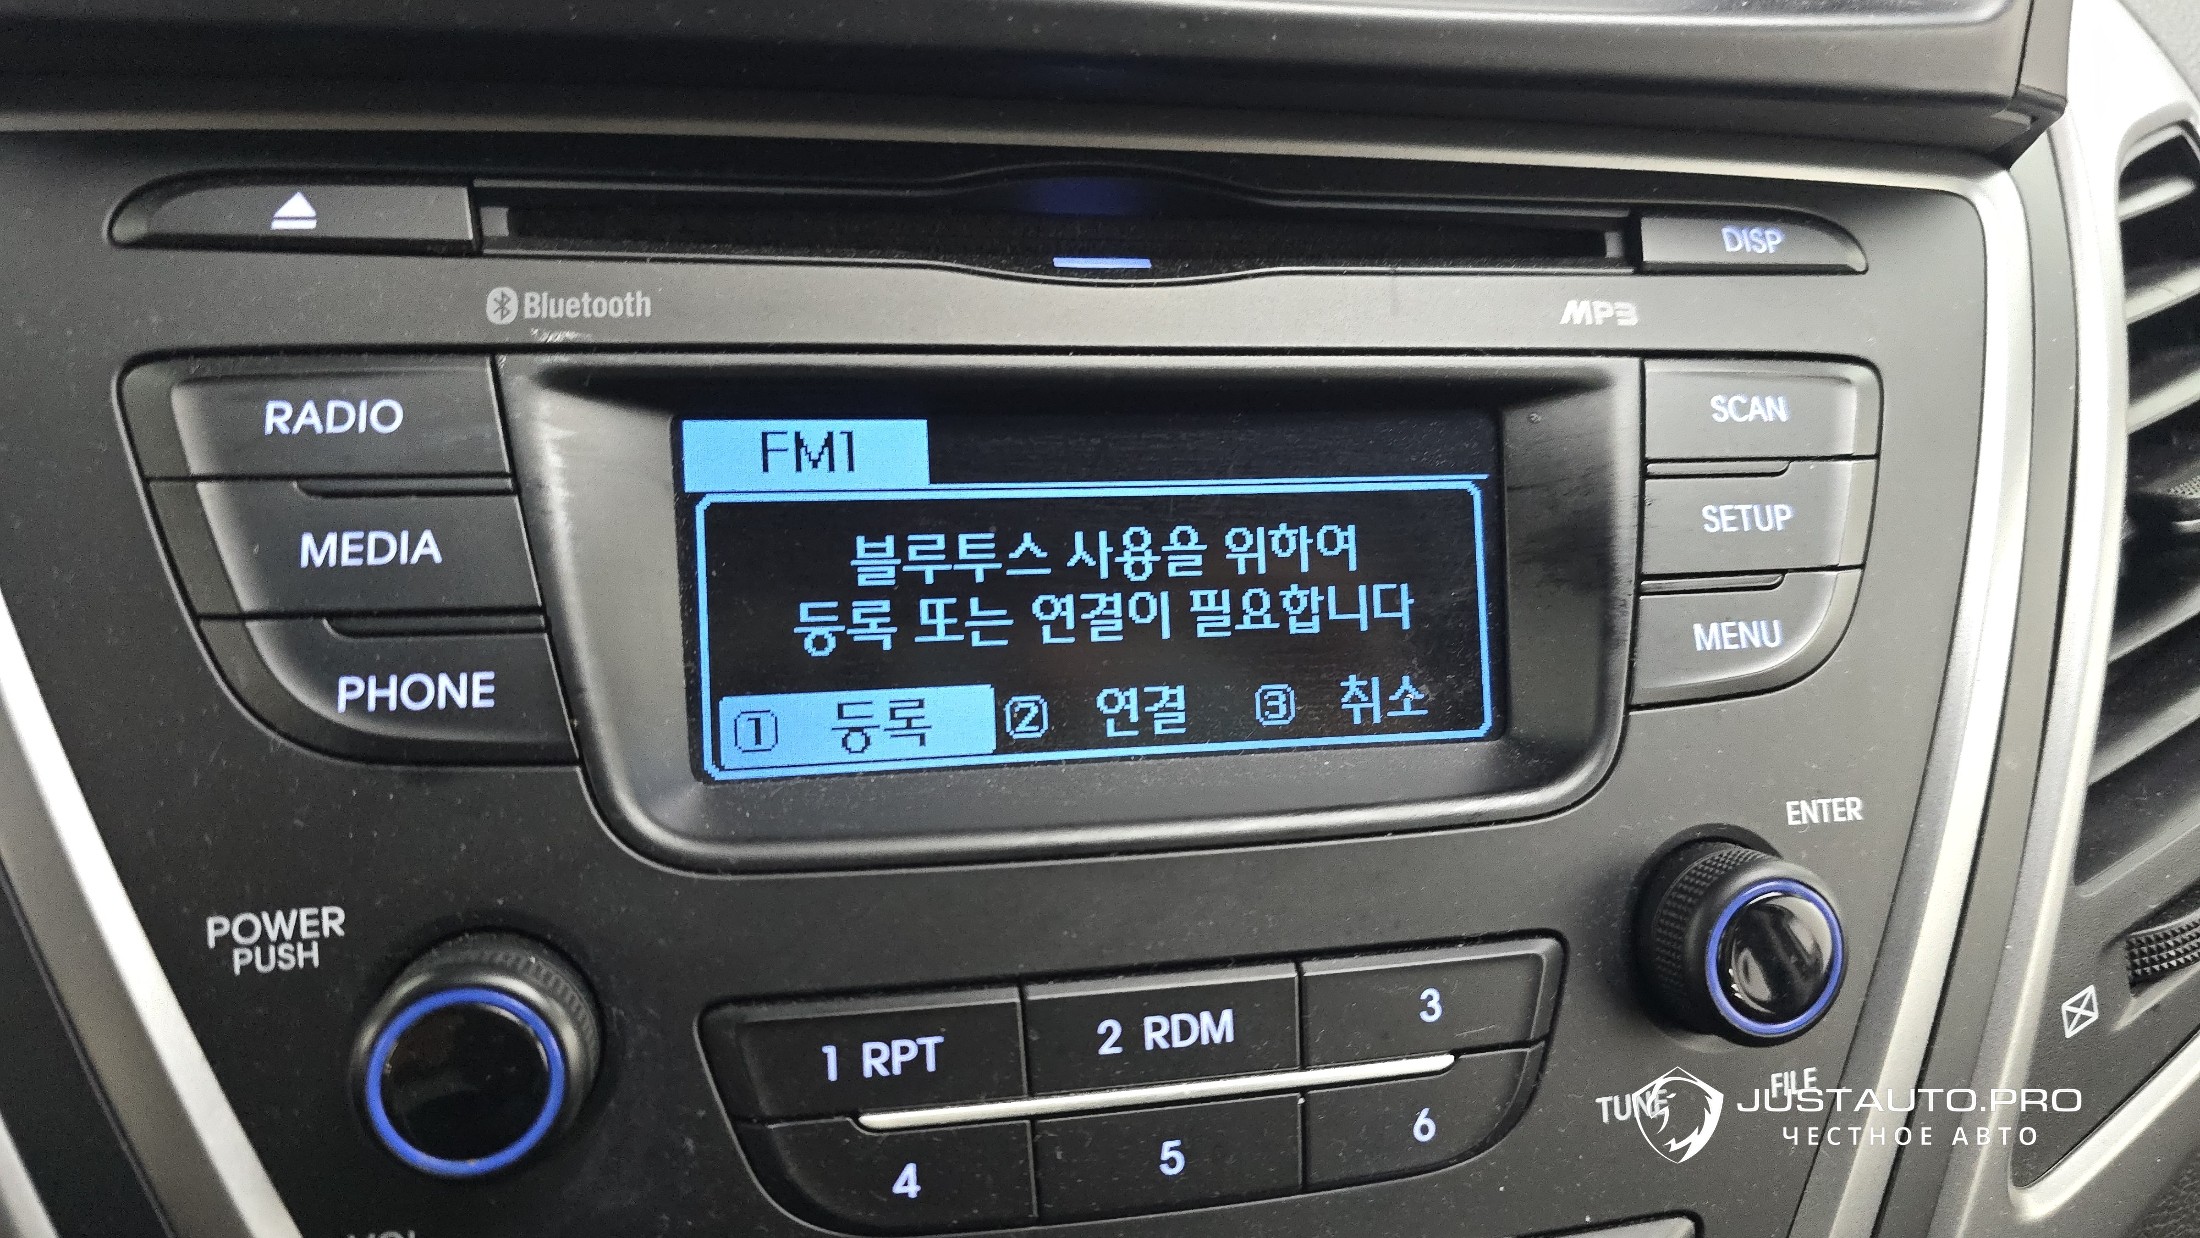 DISP
Bluetooth
MP3
RADIO
SCAN
FM1
MEDIA
SETUP
블루투스 사용을 위하여
등록 또는 연결이 필요합니다
PHONE
MENU
① 등록 ② 연결 ③ 취소
ENTER
POWER
PUSH
1 RPT
2 RDM
3
4
5
6
TUNE
FILE
JUSTAUTO.PRO
ЧЕСТНОЕ АВТО